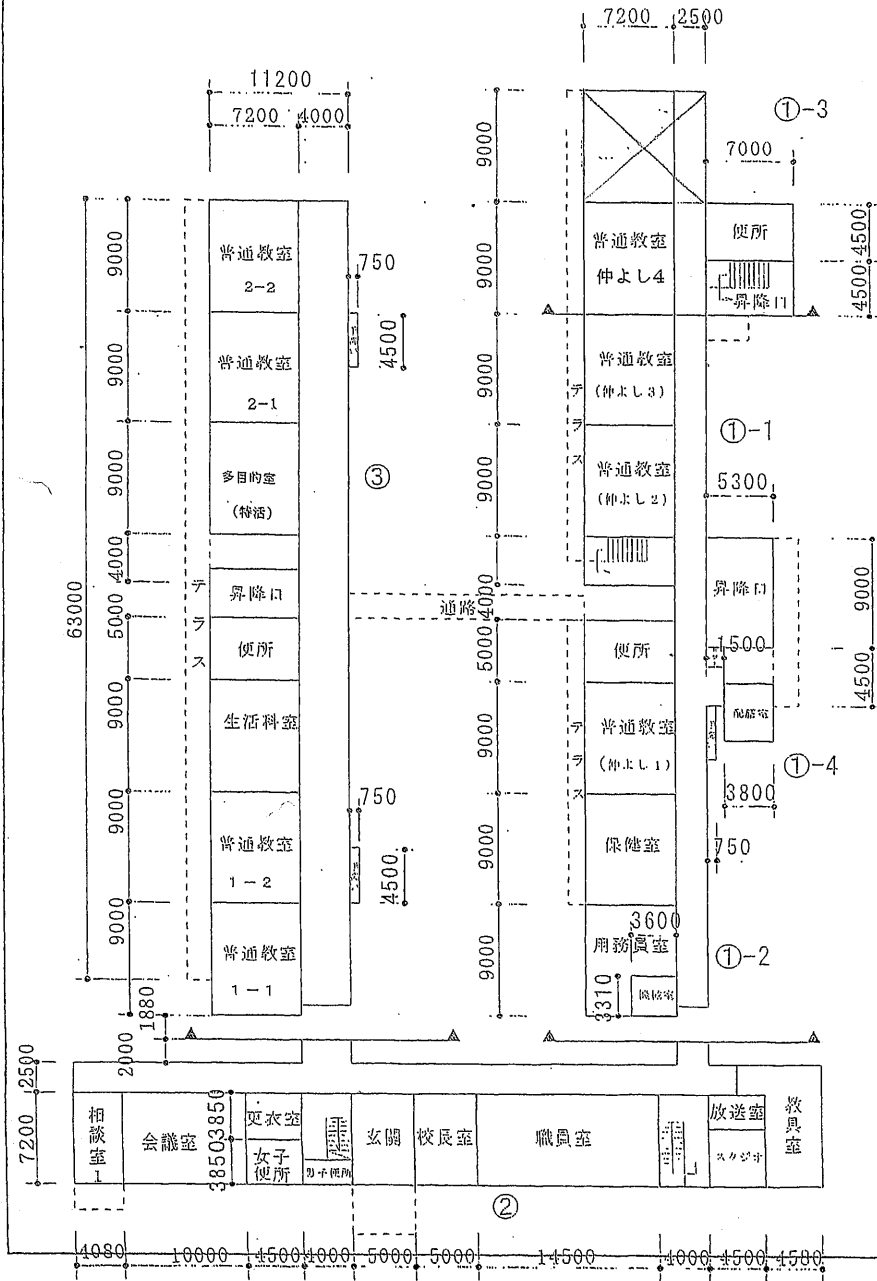 7200
2500
11200
7200
4000
①-3
7000
9000
普通教室
2-2
750
9000
普通教室
仲よし4
便所
昇降口
4500
4500
9000
9000
普通教室
2-1
4500
9000
普通教室
(仲よし3)
①-1
9000
多目的室
(特活)
③
9000
普通教室
(仲よし2)
5300
テラス
63000
4000
昇降口
テラス
通路
4000
昇降口
9000
5000
便所
5000
便所
1500
4500
9000
生活科室
9000
普通教室
(仲よし1)
テラス
配膳室
①-4
3800
750
9000
普通教室
1-2
4500
9000
保健室
750
9000
普通教室
1-1
9000
用務員室
3600
3310
①-2
1880
2000
2500
7200
相談室1
会議室
3850
3850
更衣室
女子便所
男子便所
玄関
校長室
職員室
放送室
スタジオ
教具室
②
4080
10000
4500
4000
5000
5000
14500
4000
4500
4580